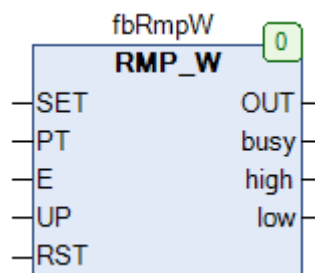 fbRmpW
0
RMP_W
SET OUT
PT busy
E high
UP low
RST